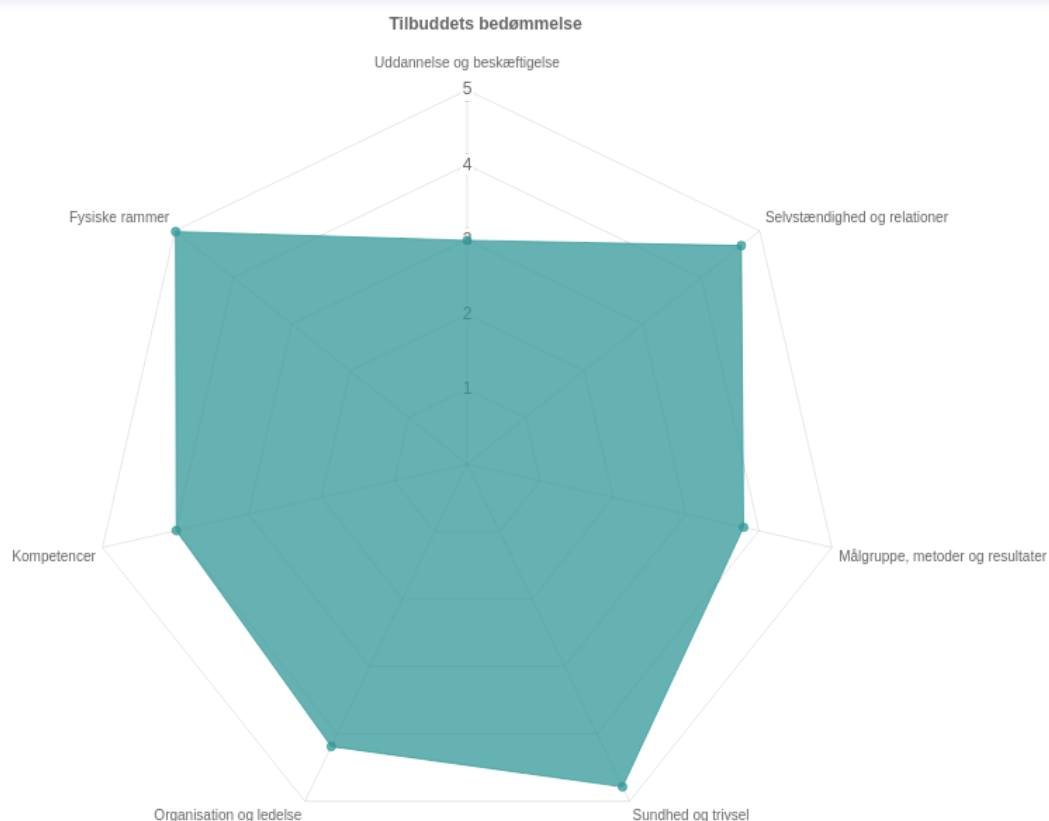 Tilbuddets bedømmelse
Uddannelse og beskæftigelse
5
4
Fysiske rammer
Selvstændighed og relationer
3
2
1
Kompetencer
Målgruppe, metoder og resultater
Organisation og ledelse
Sundhed og trivsel